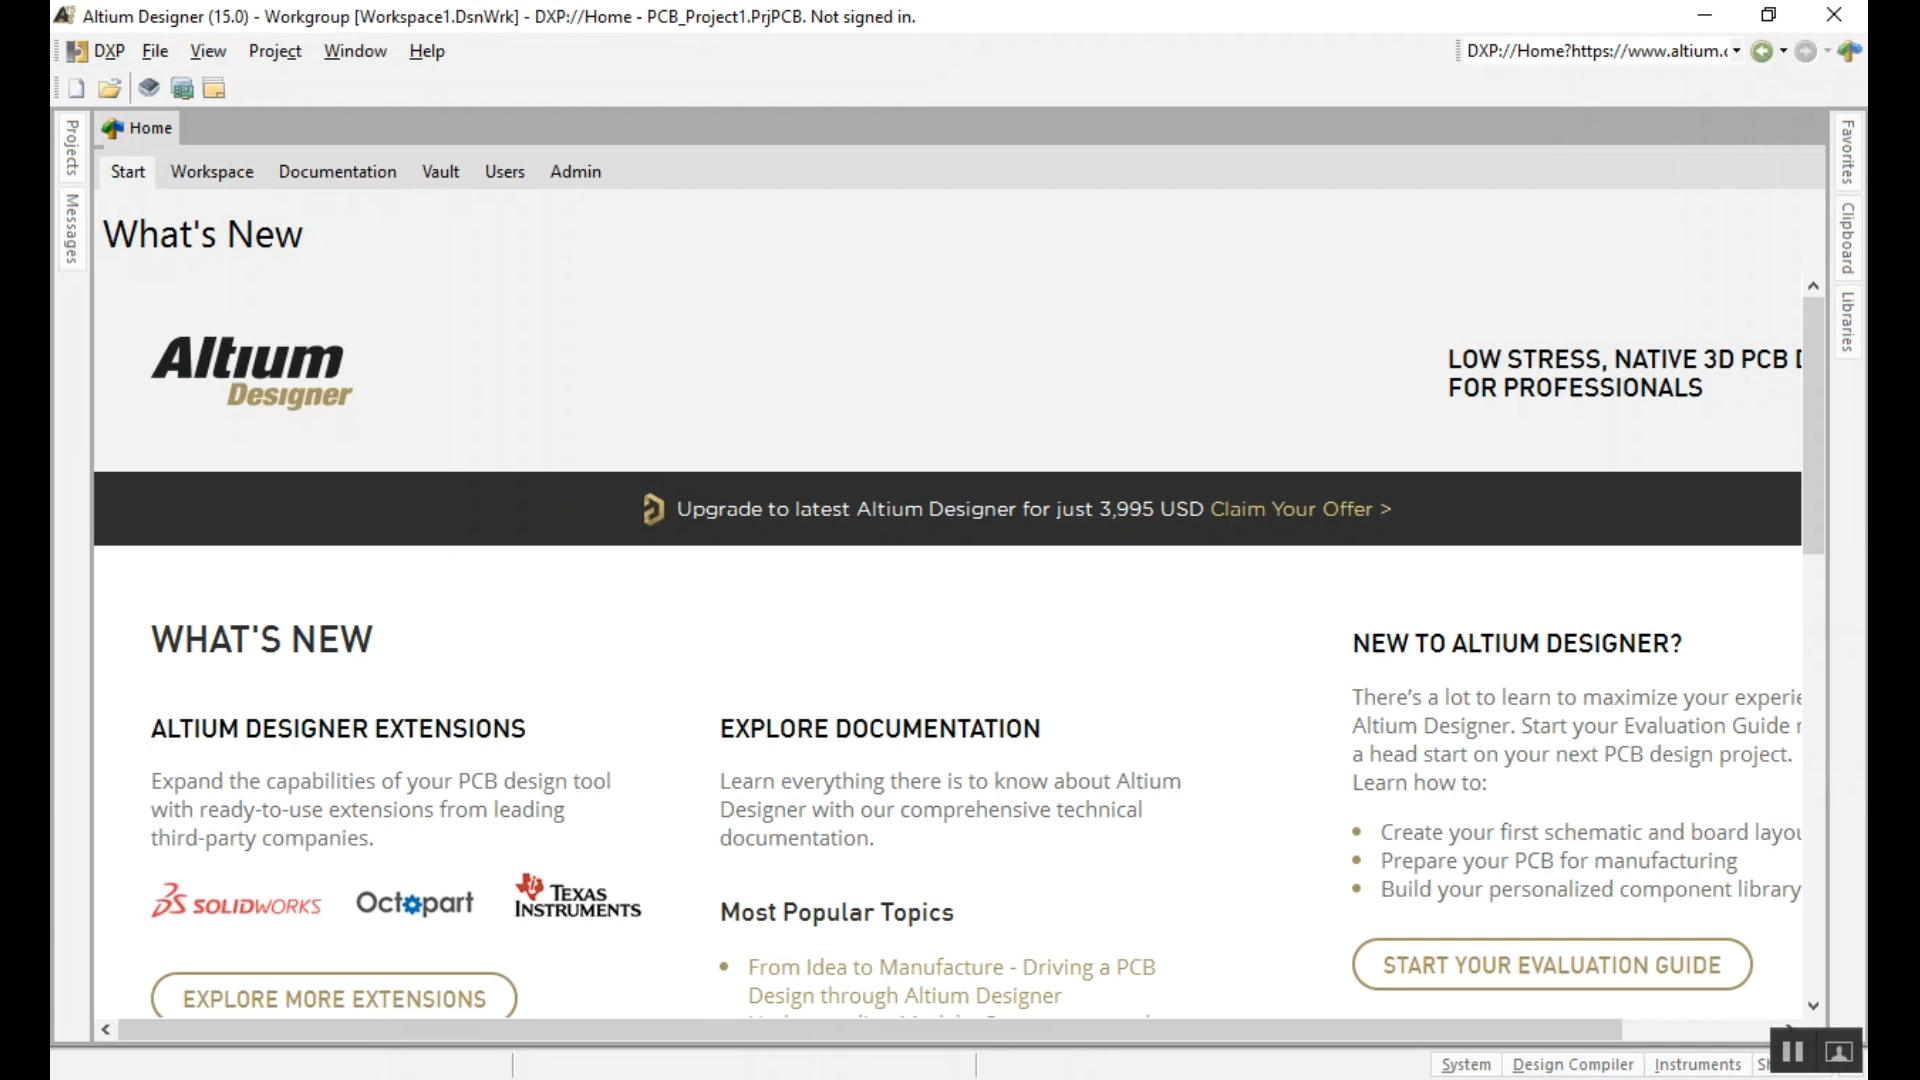 Altium Designer (15.0) - Workgroup [Workspace1.DsnWrk] - DXP://Home - PCB_Project1.PrjPCB. Not signed in.
DXP File View Project Window Help
DXP://Home?https://www.altium.c
Projects
Messages
Home
Start Workspace Documentation Vault Users Admin
What's New
Favorites
Clipboard
Libraries
Altium
Designer
LOW STRESS, NATIVE 3D PCB D
FOR PROFESSIONALS
Upgrade to latest Altium Designer for just 3,995 USD Claim Your Offer >
WHAT'S NEW
ALTIUM DESIGNER EXTENSIONS
Expand the capabilities of your PCB design tool
with ready-to-use extensions from leading
third-party companies.
SOLIDWORKS Octopart TEXAS INSTRUMENTS
EXPLORE MORE EXTENSIONS
EXPLORE DOCUMENTATION
Learn everything there is to know about Altium
Designer with our comprehensive technical
documentation.
Most Popular Topics
From Idea to Manufacture - Driving a PCB
Design through Altium Designer
NEW TO ALTIUM DESIGNER?
There's a lot to learn to maximize your experie
Altium Designer. Start your Evaluation Guide
a head start on your next PCB design project.
Learn how to:
Create your first schematic and board layou
Prepare your PCB for manufacturing
Build your personalized component library
START YOUR EVALUATION GUIDE
System Design Compiler Instruments